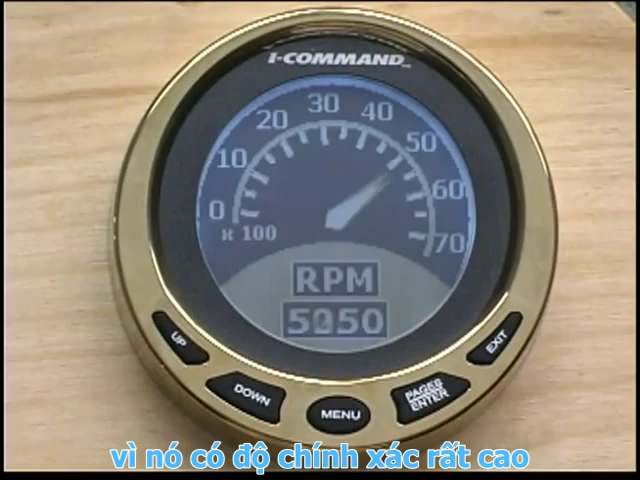 I-COMMAND
0
10
20
30
40
50
60
70
x 100
RPM
5050
UP
DOWN
MENU
PAGES
ENTER
EXIT
vì nó có độ chính xác rất cao